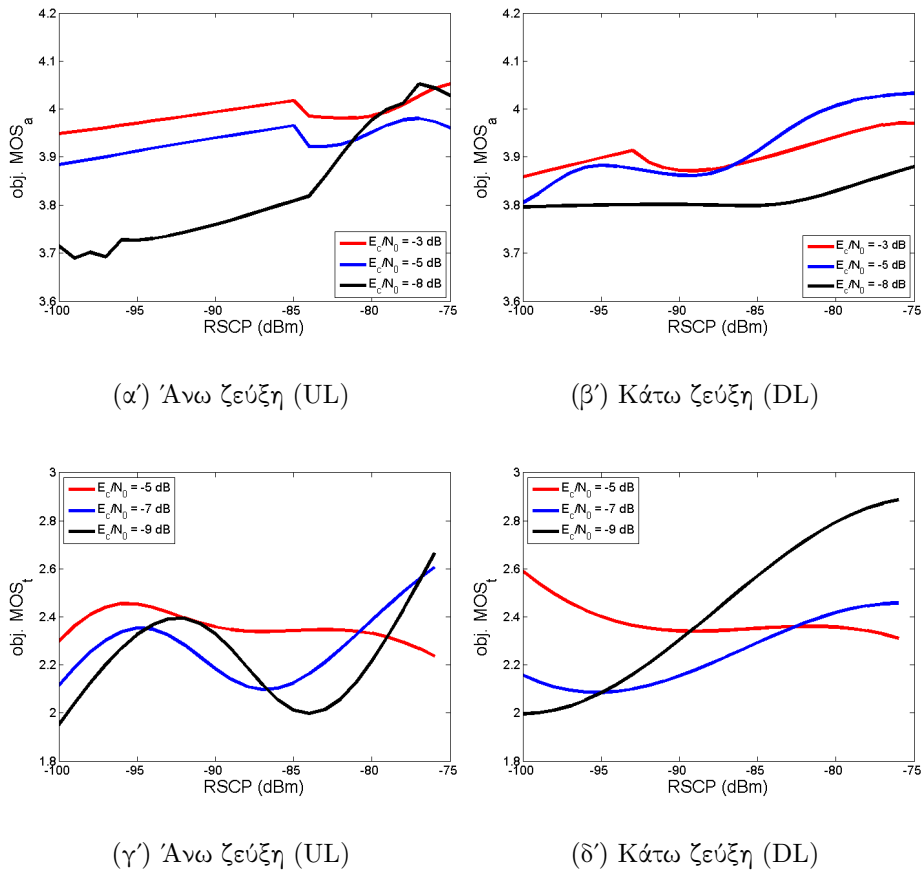 4.2
4.1
4
3.9
3.8
3.7
3.6
obj. MOS_a
-100 -95 -90 -85 -80 -75
RSCP (dBm)
E_c/N_0 = -3 dB
E_c/N_0 = -5 dB
E_c/N_0 = -8 dB
(αʹ) Άνω ζεύξη (UL)
4.2
4.1
4
3.9
3.8
3.7
3.6
obj. MOS_a
-100 -95 -90 -85 -80 -75
RSCP (dBm)
E_c/N_0 = -3 dB
E_c/N_0 = -5 dB
E_c/N_0 = -8 dB
(βʹ) Κάτω ζεύξη (DL)
3
2.8
2.6
2.4
2.2
2
1.8
obj. MOS_t
-100 -95 -90 -85 -80 -75
RSCP (dBm)
E_c/N_0 = -5 dB
E_c/N_0 = -7 dB
E_c/N_0 = -9 dB
(γʹ) Άνω ζεύξη (UL)
3
2.8
2.6
2.4
2.2
2
1.8
obj. MOS_t
-100 -95 -90 -85 -80 -75
RSCP (dBm)
E_c/N_0 = -5 dB
E_c/N_0 = -7 dB
E_c/N_0 = -9 dB
(δʹ) Κάτω ζεύξη (DL)